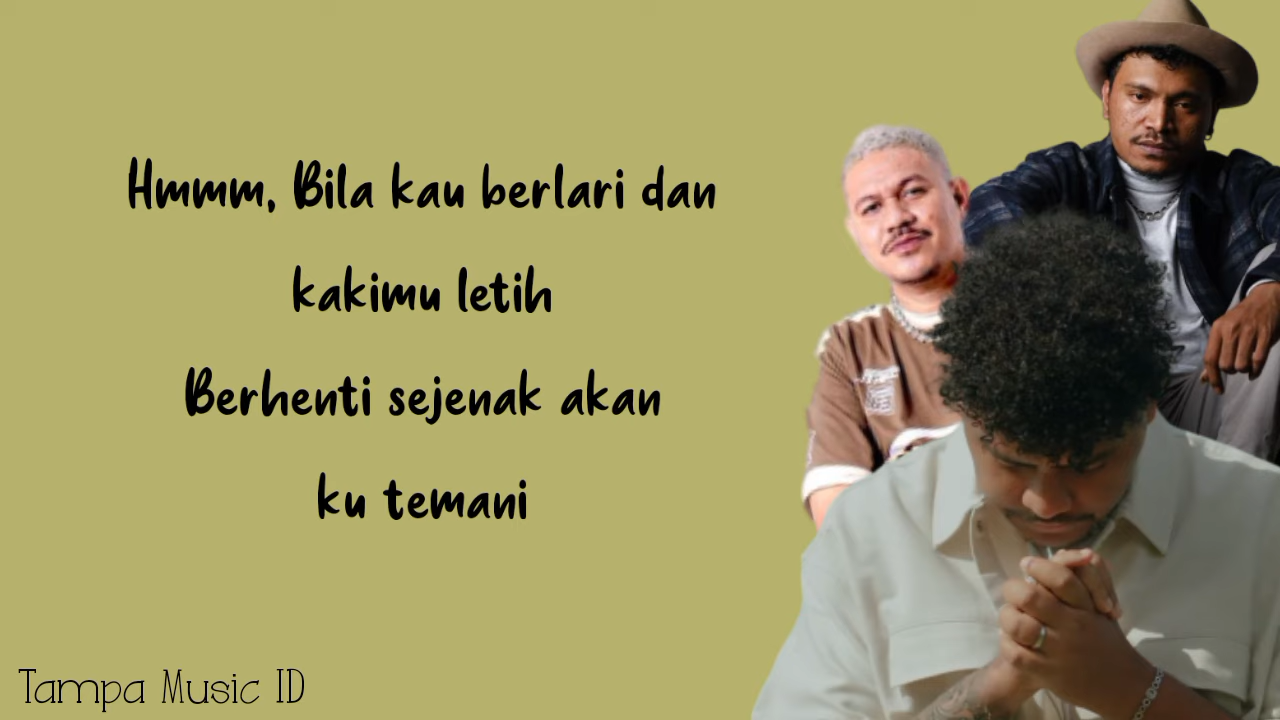 Hmmm, Bila kau berlari dan
kakimu letih
Berhenti sejenak akan
ku temani
Tampa Music ID